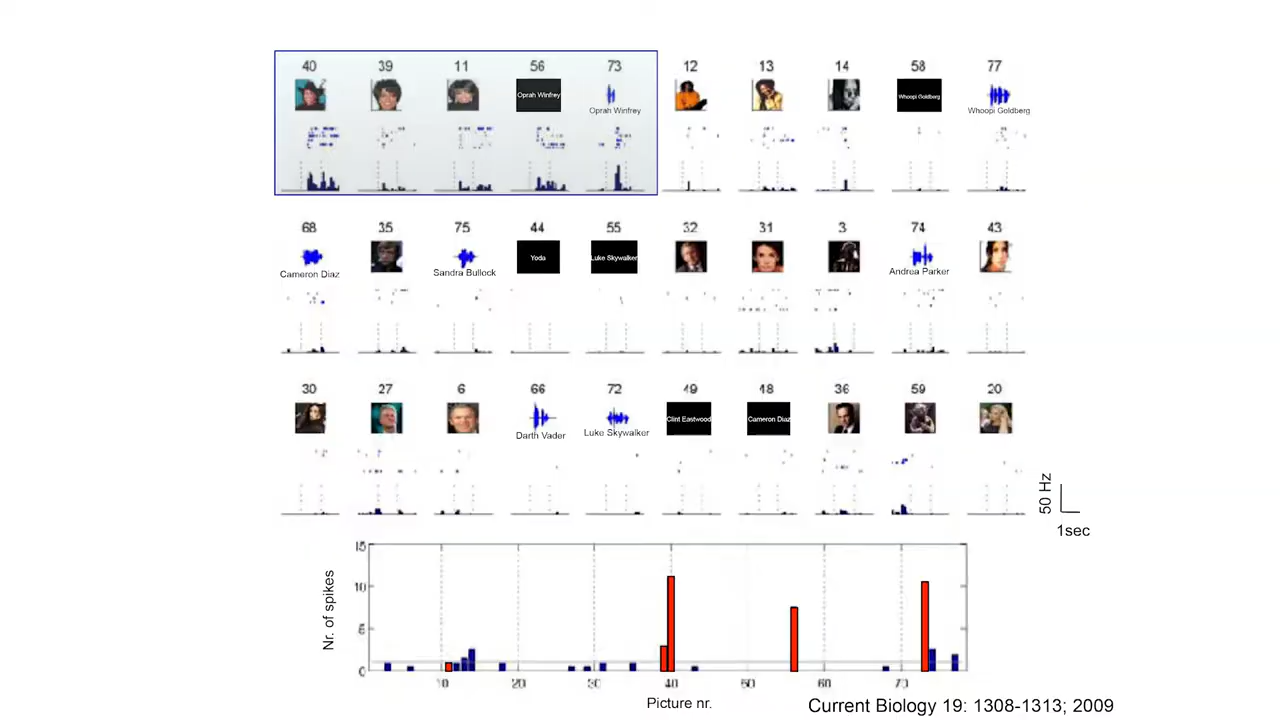 40 39 11 56 73 12 13 14 58 77
Oprah Winfrey
Oprah Winfrey
Whoopi Goldberg
Whoopi Goldberg
68 35 75 44 55 32 31 3 74 43
Cameron Diaz
Sandra Bullock
Yoda
Luke Skywalker
Andrea Parker
30 27 6 66 72 49 48 36 59 20
Darth Vader
Luke Skywalker
Clint Eastwood
Cameron Diaz
50 Hz
1sec
15
10
5
0
Nr. of spikes
10 20 30 40 50 60 70
Picture nr.
Current Biology 19: 1308-1313; 2009